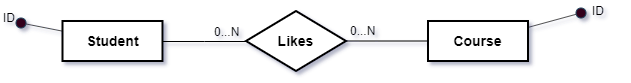 ID
ID
0...N
0...N
Student
Likes
Course